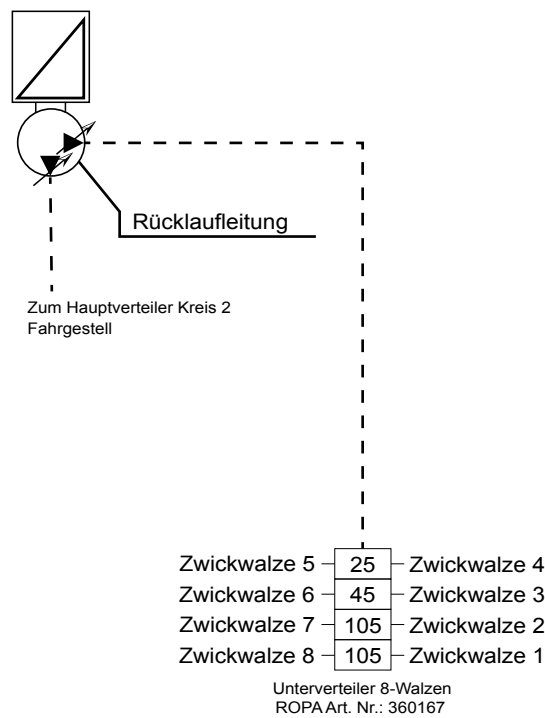 Rücklaufleitung
Zum Hauptverteiler Kreis 2
Fahrgestell
Zwickwalze 5 25 Zwickwalze 4
Zwickwalze 6 45 Zwickwalze 3
Zwickwalze 7 105 Zwickwalze 2
Zwickwalze 8 105 Zwickwalze 1
Unterverteiler 8-Walzen
ROPA Art. Nr.: 360167